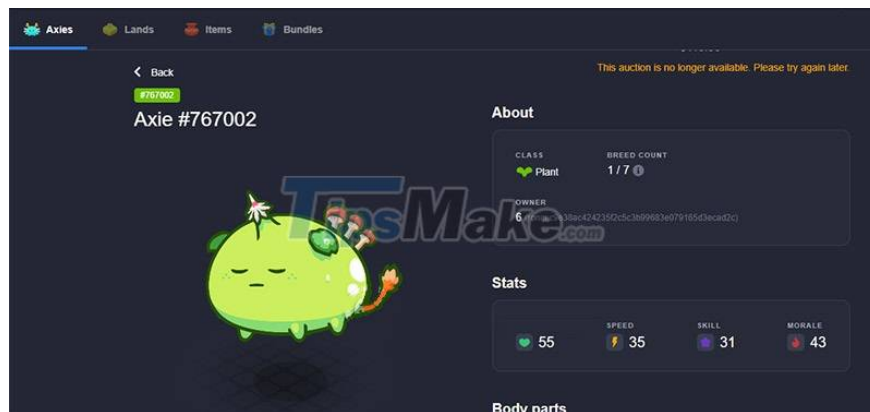 Axies Lands Items Bundles
Back
This auction is no longer available. Please try again later.
#767002
Axie #767002
About
CLASS BREED COUNT
Plant 1 / 7
TipsMake.com
OWNER
6
Stats
SPEED SKILL MORALE
55 35 31 43
Body parts